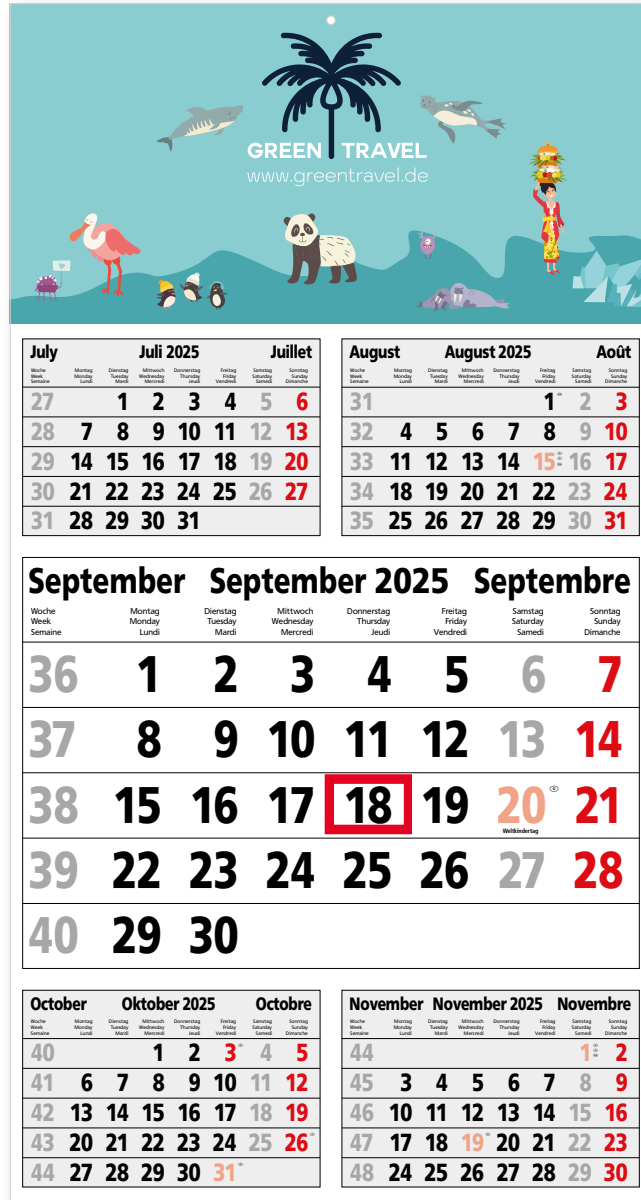 GREEN TRAVEL
www.greentravel.de
July Juli 2025 Juillet
Woche Montag Dienstag Mittwoch Donnerstag Freitag Samstag Sonntag
Week Monday Tuesday Wednesday Thursday Friday Saturday Sunday
Semaine Lundi Mardi Mercredi Jeudi Vendredi Samedi Dimanche
27 1 2 3 4 5 6
28 7 8 9 10 11 12 13
29 14 15 16 17 18 19 20
30 21 22 23 24 25 26 27
31 28 29 30 31
August August 2025 Août
Woche Montag Dienstag Mittwoch Donnerstag Freitag Samstag Sonntag
Week Monday Tuesday Wednesday Thursday Friday Saturday Sunday
Semaine Lundi Mardi Mercredi Jeudi Vendredi Samedi Dimanche
31 1 2 3
32 4 5 6 7 8 9 10
33 11 12 13 14 15 16 17
34 18 19 20 21 22 23 24
35 25 26 27 28 29 30 31
September September 2025 Septembre
Woche Montag Dienstag Mittwoch Donnerstag Freitag Samstag Sonntag
Week Monday Tuesday Wednesday Thursday Friday Saturday Sunday
Semaine Lundi Mardi Mercredi Jeudi Vendredi Samedi Dimanche
36 1 2 3 4 5 6 7
37 8 9 10 11 12 13 14
38 15 16 17 18 19 20 21
Weltkindertag
39 22 23 24 25 26 27 28
40 29 30
October Oktober 2025 Octobre
Woche Montag Dienstag Mittwoch Donnerstag Freitag Samstag Sonntag
Week Monday Tuesday Wednesday Thursday Friday Saturday Sunday
Semaine Lundi Mardi Mercredi Jeudi Vendredi Samedi Dimanche
40 1 2 3 4 5
41 6 7 8 9 10 11 12
42 13 14 15 16 17 18 19
43 20 21 22 23 24 25 26
44 27 28 29 30 31
November November 2025 Novembre
Woche Montag Dienstag Mittwoch Donnerstag Freitag Samstag Sonntag
Week Monday Tuesday Wednesday Thursday Friday Saturday Sunday
Semaine Lundi Mardi Mercredi Jeudi Vendredi Samedi Dimanche
44 1 2
45 3 4 5 6 7 8 9
46 10 11 12 13 14 15 16
47 17 18 19 20 21 22 23
48 24 25 26 27 28 29 30